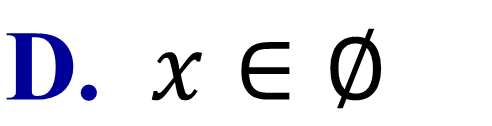 D. x ∈ ∅